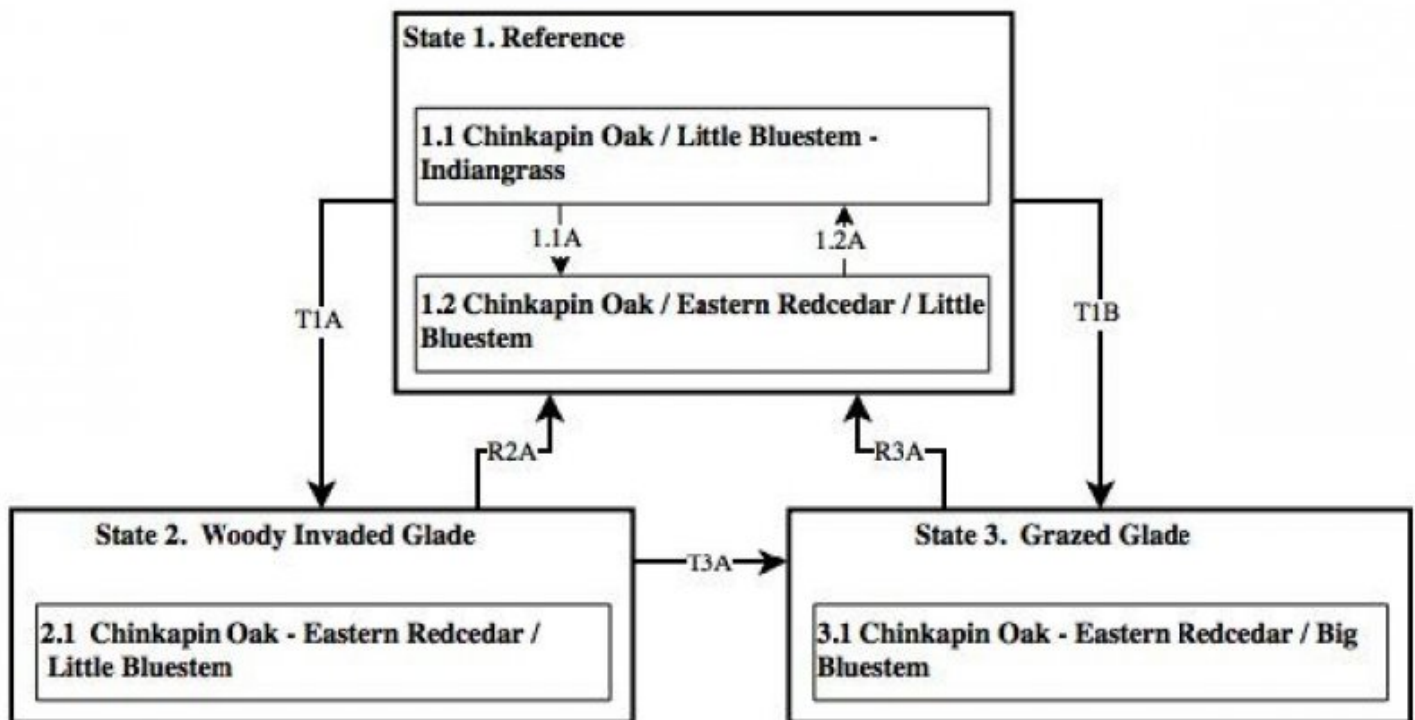 State 1. Reference
1.1 Chinkapin Oak / Little Bluestem -
Indiangrass
1.1A
1.2A
1.2 Chinkapin Oak / Eastern Redcedar / Little
Bluestem
T1A
T1B
R2A
R3A
State 2. Woody Invaded Glade
2.1 Chinkapin Oak - Eastern Redcedar /
Little Bluestem
T3A
State 3. Grazed Glade
3.1 Chinkapin Oak - Eastern Redcedar / Big
Bluestem